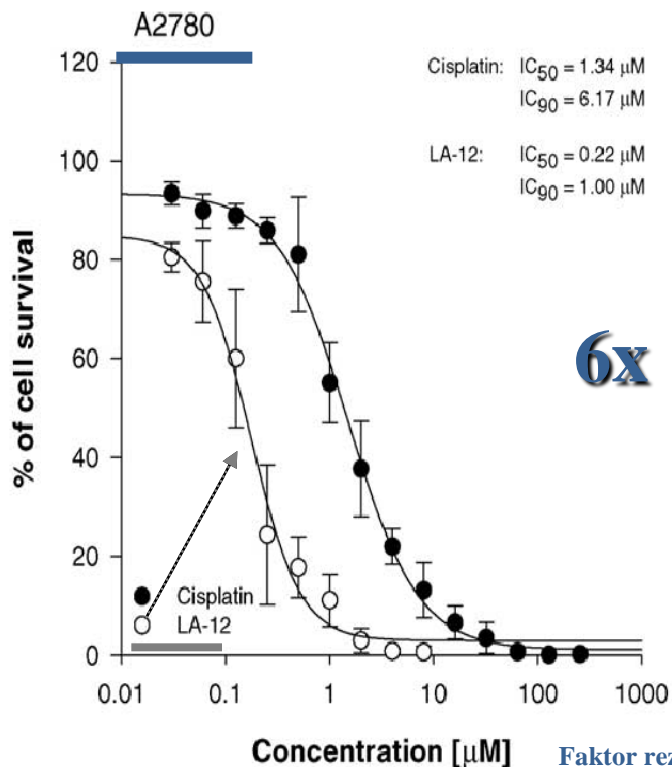 A2780
Cisplatin: IC50 = 1.34 µM
IC90 = 6.17 µM
LA-12: IC50 = 0.22 µM
IC90 = 1.00 µM
120
100
80
60
40
20
0
% of cell survival
6x
Cisplatin
LA-12
0.01 0.1 1 10 100 1000
Concentration [µM]
Faktor